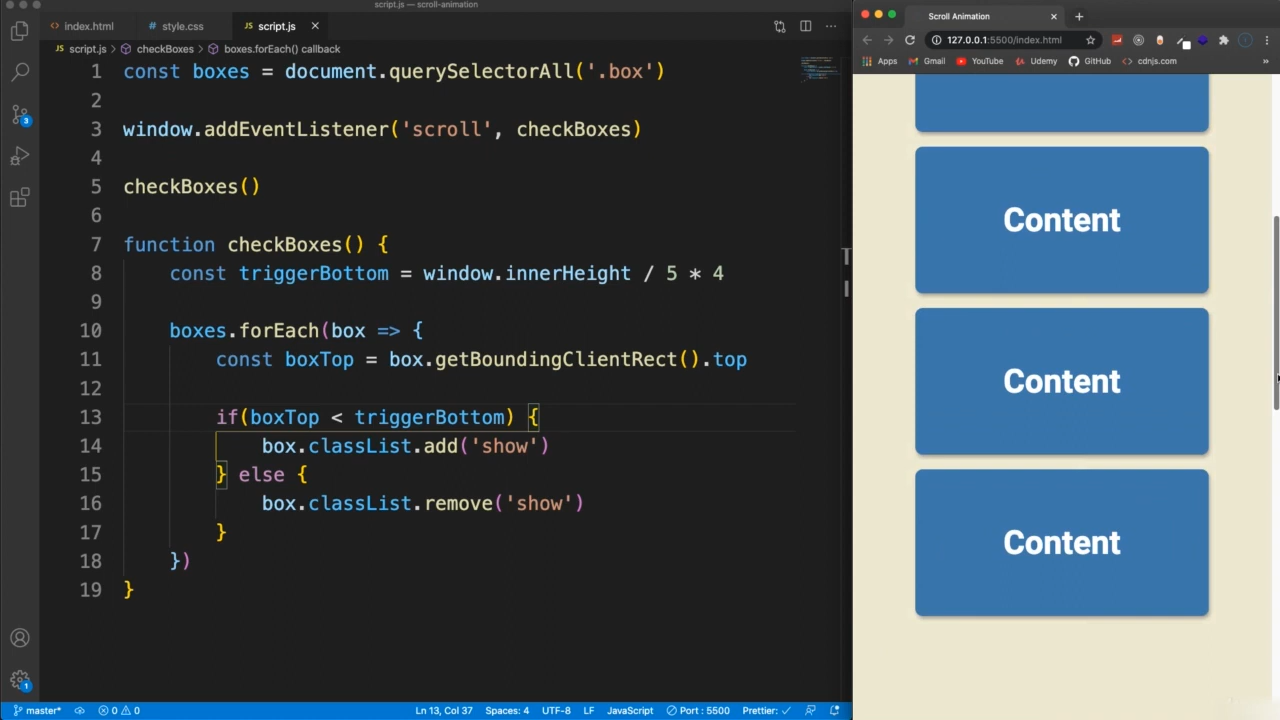 script.js — scroll-animation
index.html
style.css
script.js
script.js > checkBoxes > boxes.forEach() callback
1 const boxes = document.querySelectorAll('.box')
2
3 window.addEventListener('scroll', checkBoxes)
4
5 checkBoxes()
6
7 function checkBoxes() {
8 const triggerBottom = window.innerHeight / 5 * 4
9
10 boxes.forEach(box => {
11 const boxTop = box.getBoundingClientRect().top
12
13 if(boxTop < triggerBottom) {
14 box.classList.add('show')
15 } else {
16 box.classList.remove('show')
17 }
18 })
19 }
3
1
master*
0 0
Ln 13, Col 37
Spaces: 4
UTF-8
LF
JavaScript
Port : 5500
Prettier: ✓
Scroll Animation
127.0.0.1:5500/index.html
Apps
Gmail
YouTube
Udemy
GitHub
cdnjs.com
Content
Content
Content